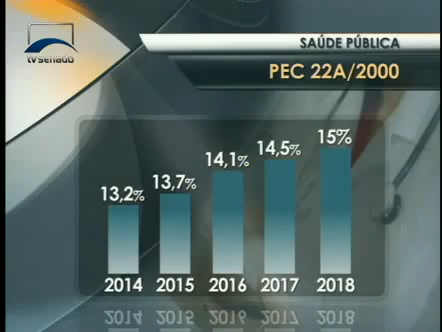 tv senado
SAÚDE PÚBLICA
PEC 22A/2000
13,2% 13,7% 14,1% 14,5% 15%
2014 2015 2016 2017 2018